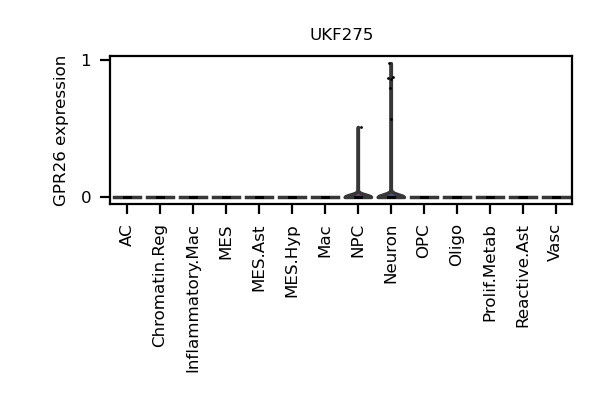 UKF275
GPR26 expression
1
0
AC
Chromatin.Reg
Inflammatory.Mac
MES
MES.Ast
MES.Hyp
Mac
NPC
Neuron
OPC
Oligo
Prolif.Metab
Reactive.Ast
Vasc